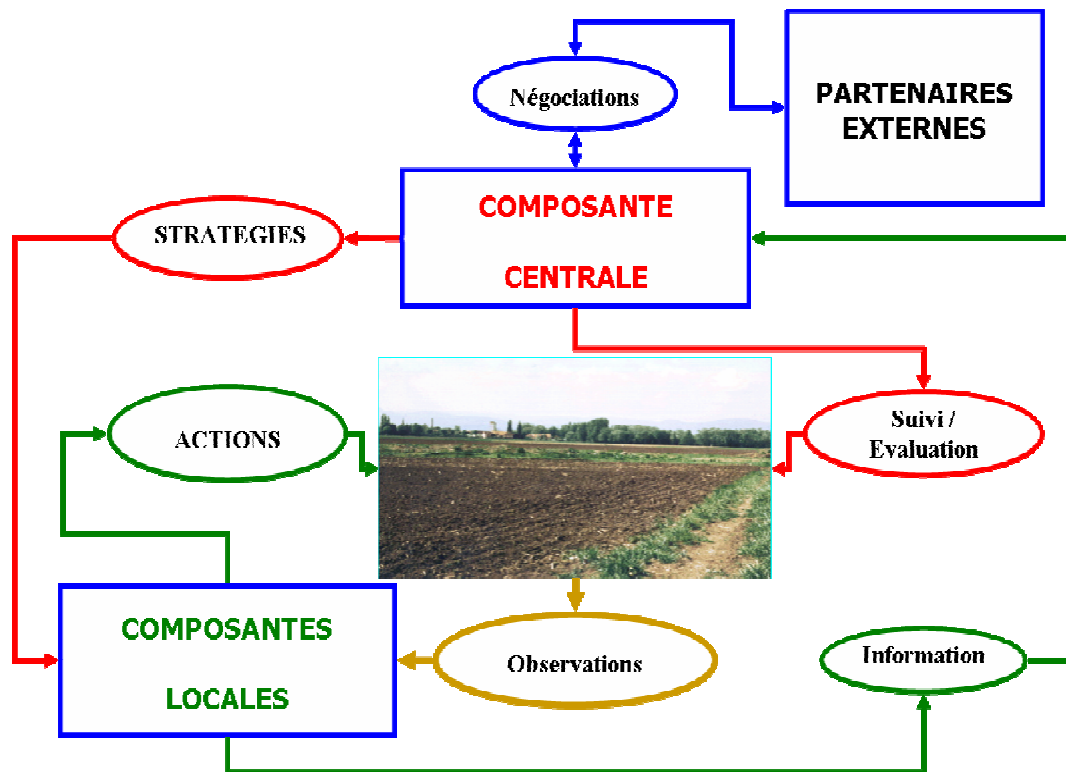 Négociations
PARTENAIRES
EXTERNES
COMPOSANTE
CENTRALE
STRATEGIES
ACTIONS
Suivi /
Evaluation
COMPOSANTES
LOCALES
Observations
Information